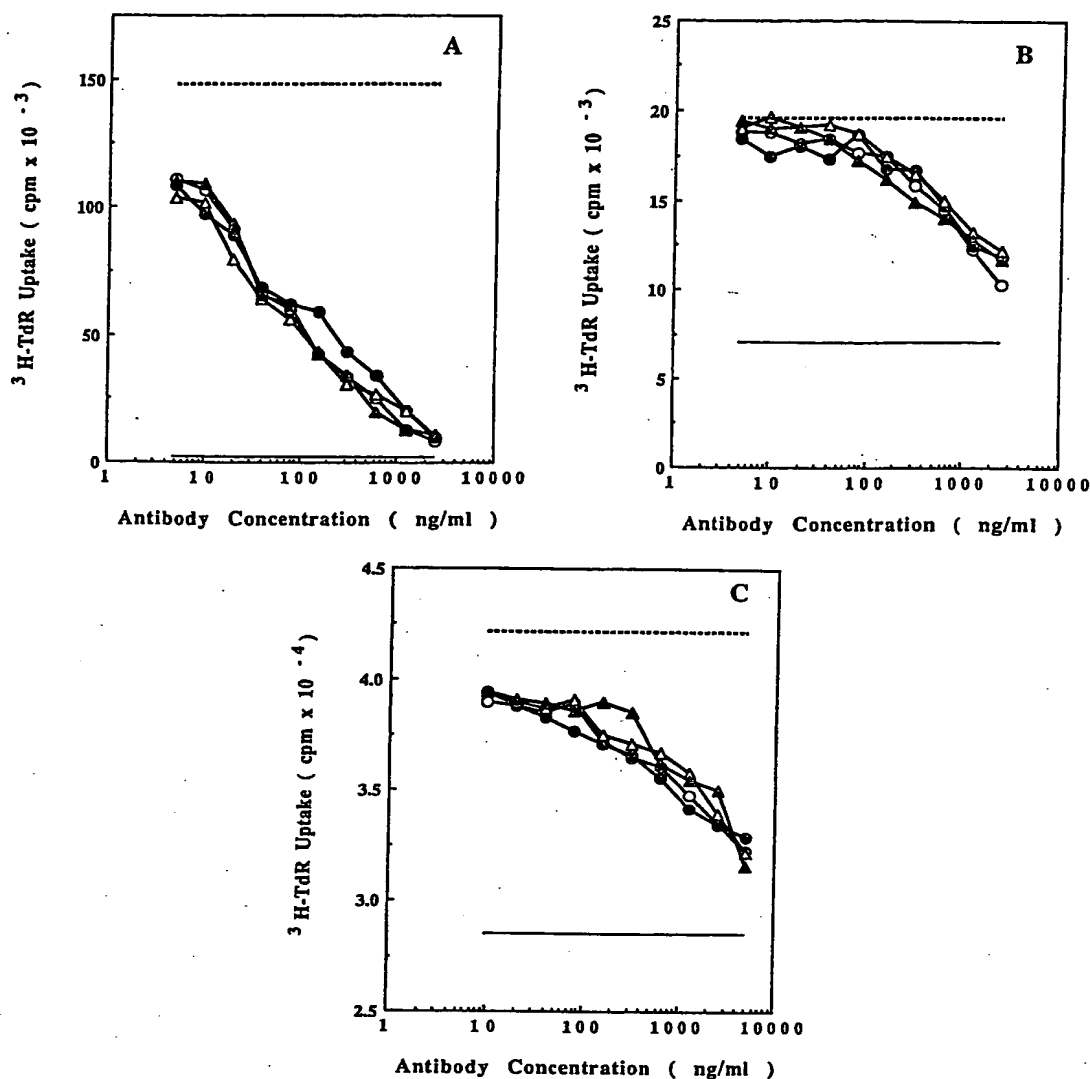 A
³H-TdR Uptake ( cpm x 10 ⁻³ )
150
100
50
0
1 10 100 1000 10000
Antibody Concentration ( ng/ml )
B
³H-TdR Uptake ( cpm x 10 ⁻³ )
25
20
15
10
5
0
1 10 100 1000 10000
Antibody Concentration ( ng/ml )
C
³H-TdR Uptake ( cpm x 10 ⁻⁴ )
4.5
4.0
3.5
3.0
2.5
1 10 100 1000 10000
Antibody Concentration ( ng/ml )